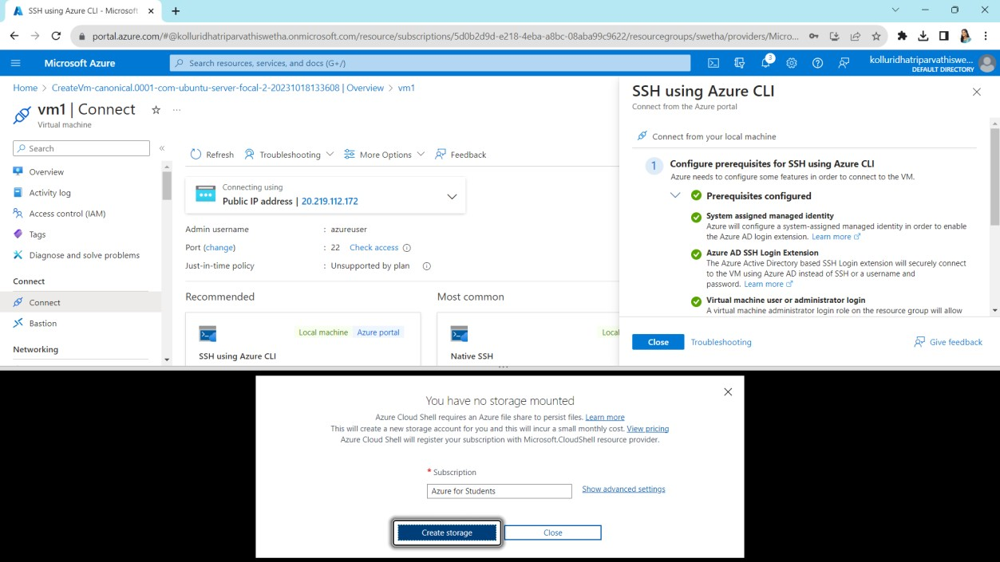 SSH using Azure CLI - Microsoft
portal.azure.com/#@kolluridhatriparvathiswetha.onmicrosoft.com/resource/subscriptions/5d0b2d9d-e218-4eba-a8bc-08aba99c9622/resourcegroups/swetha/providers/Micro...
Microsoft Azure
Search resources, services, and docs (G+/)
3
kolluridhatriparvathiswe...
DEFAULT DIRECTORY
Home > CreateVm-canonical.0001-com-ubuntu-server-focal-2-20231018133608 | Overview > vm1
vm1 | Connect
Virtual machine
Search
Overview
Activity log
Access control (IAM)
Tags
Diagnose and solve problems
Connect
Connect
Bastion
Networking
Refresh
Troubleshooting
More Options
Feedback
Connecting using
Public IP address | 20.219.112.172
Admin username : azureuser
Port (change) : 22 Check access
Just-in-time policy : Unsupported by plan
Recommended
Most common
Local machine Azure portal
SSH using Azure CLI
Local
Native SSH
SSH using Azure CLI
Connect from the Azure portal
Connect from your local machine
1 Configure prerequisites for SSH using Azure CLI
Azure needs to configure some features in order to connect to the VM.
Prerequisites configured
System assigned managed identity
Azure will configure a system-assigned managed identity in order to enable
the Azure AD login extension. Learn more
Azure AD SSH Login Extension
The Azure Active Directory based SSH Login extension will securely connect
to the VM using Azure AD instead of SSH or a username and
password. Learn more
Virtual machine user or administrator login
A virtual machine administrator login role on the resource group will allow
Close
Troubleshooting
Give feedback
You have no storage mounted
Azure Cloud Shell requires an Azure file share to persist files. Learn more
This will create a new storage account for you and this will incur a small monthly cost. View pricing
Azure Cloud Shell will register your subscription with Microsoft.CloudShell resource provider.
* Subscription
Azure for Students
Show advanced settings
Create storage
Close